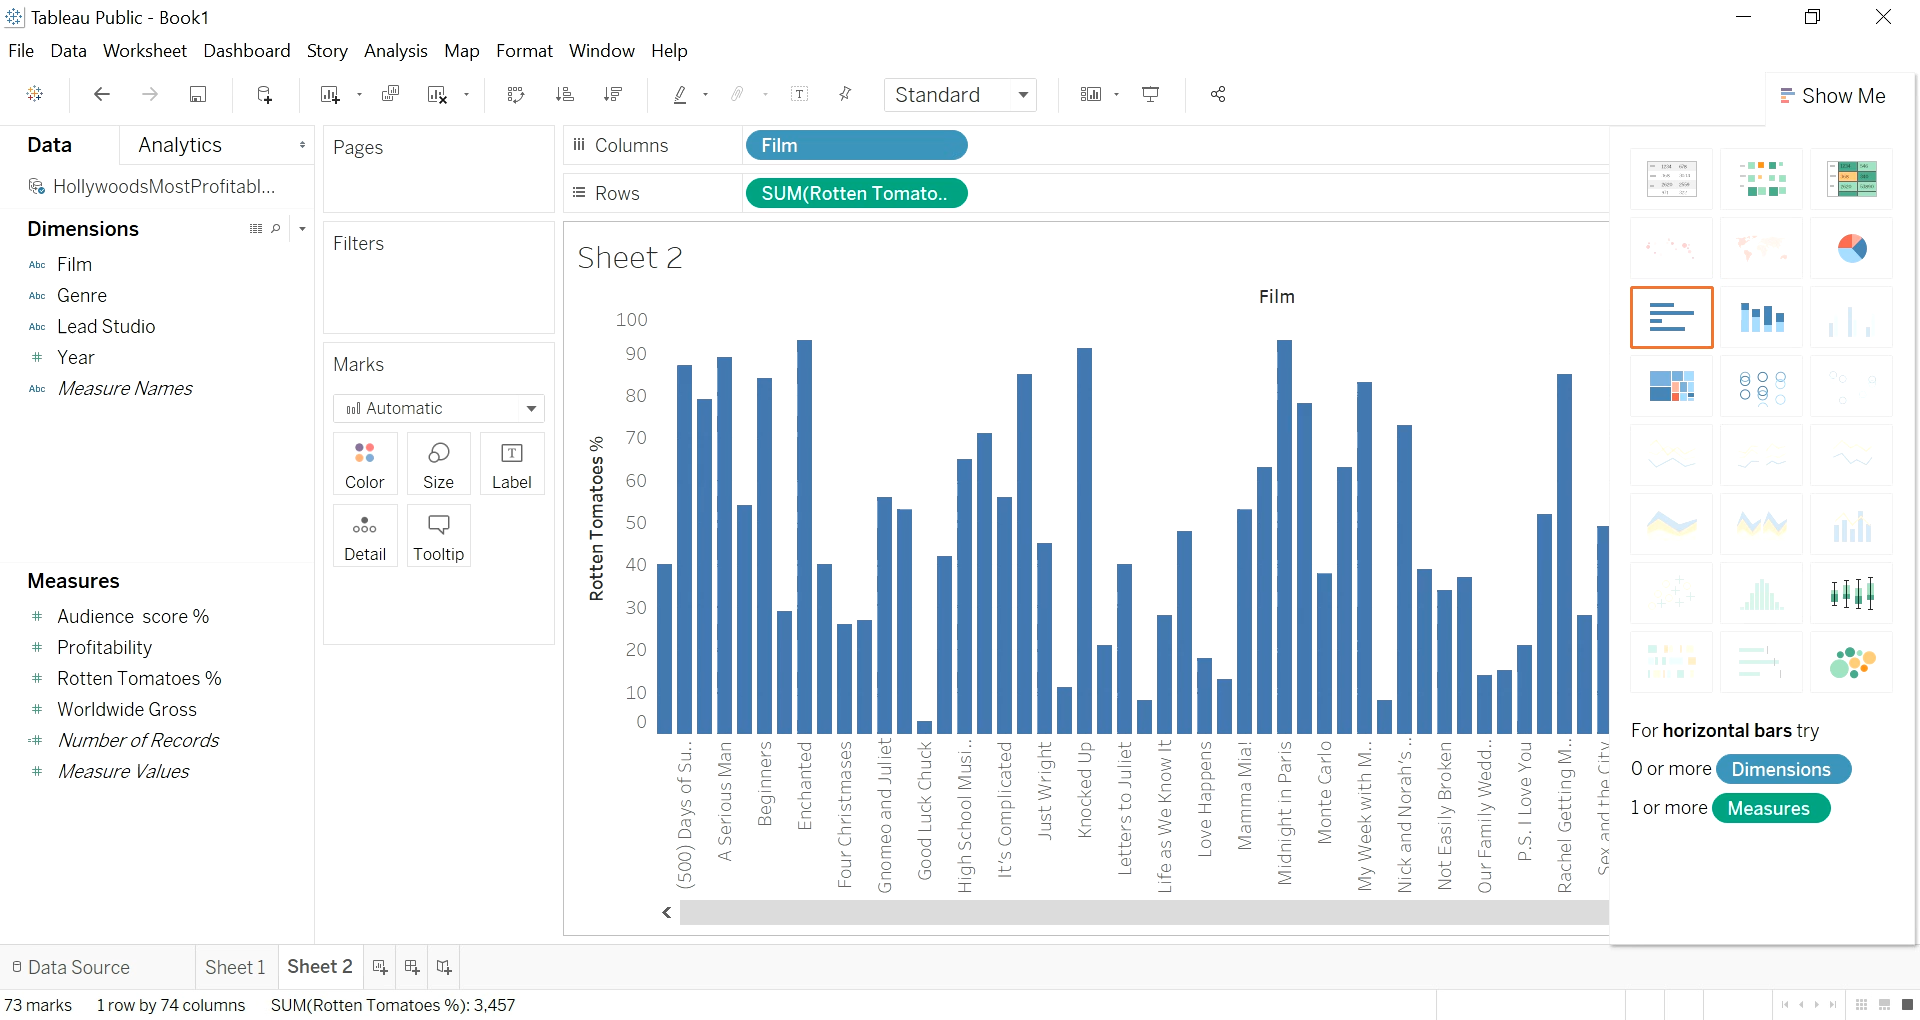 Tableau Public - Book1
File Data Worksheet Dashboard Story Analysis Map Format Window Help
Standard
Show Me
Data
Analytics
HollywoodsMostProfitabl...
Dimensions
Abc Film
Abc Genre
Abc Lead Studio
# Year
Abc Measure Names
Measures
# Audience score %
# Profitability
# Rotten Tomatoes %
# Worldwide Gross
=# Number of Records
# Measure Values
Pages
Filters
Marks
Automatic
Color
Size
T
Label
Detail
Tooltip
Columns
Film
Rows
SUM(Rotten Tomato..
Sheet 2
Film
Rotten Tomatoes %
100
90
80
70
60
50
40
30
20
10
0
(500) Days of Su..
A Serious Man
Beginners
Enchanted
Four Christmases
Gnomeo and Juliet
Good Luck Chuck
High School Musi..
It's Complicated
Just Wright
Knocked Up
Letters to Juliet
Life as We Know It
Love Happens
Mamma Mia!
Midnight in Paris
Monte Carlo
My Week with M..
Nick and Norah's ..
Not Easily Broken
Our Family Wedd..
P.S. I Love You
Rachel Getting M..
Sex and the City
For horizontal bars try
0 or more Dimensions
1 or more Measures
Data Source
Sheet 1
Sheet 2
73 marks
1 row by 74 columns
SUM(Rotten Tomatoes %): 3,457